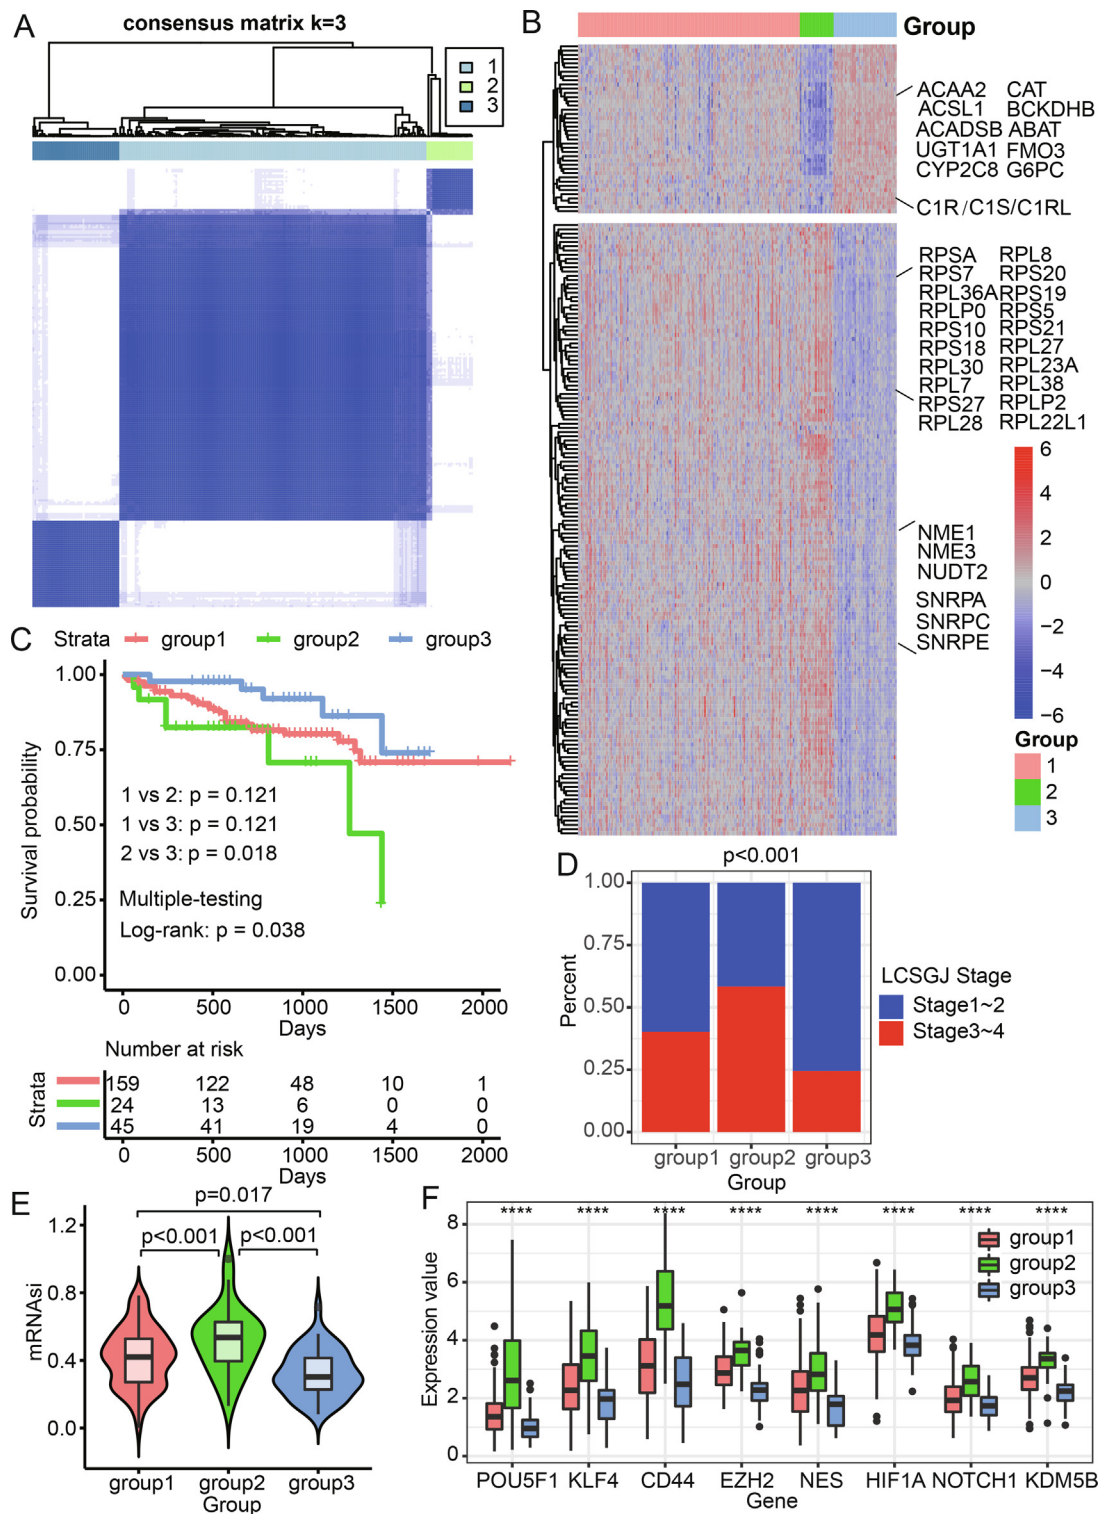 A
consensus matrix k=3
1
2
3
B
Group
ACAA2 CAT
ACSL1 BCKDHB
ACADSB ABAT
UGT1A1 FMO3
CYP2C8 G6PC
C1R/C1S/C1RL
RPSA RPL8
RPS7 RPS20
RPL36A RPS19
RPLP0 RPS5
RPS10 RPS21
RPS18 RPL27
RPL30 RPL23A
RPL7 RPL38
RPS27 RPLP2
RPL28 RPL22L1
NME1
NME3
NUDT2
SNRPA
SNRPC
SNRPE
6
4
2
0
−2
−4
−6
Group
1
2
3
C
Strata group1 group2 group3
Survival probability
1.00
0.75
0.50
0.25
0.00
1 vs 2: p = 0.121
1 vs 3: p = 0.121
2 vs 3: p = 0.018
Multiple-testing
Log-rank: p = 0.038
0 500 1000 1500 2000
Days
Number at risk
Strata
159 122 48 10 1
24 13 6 0 0
45 41 19 4 0
0 500 1000 1500 2000
Days
D
p<0.001
Percent
1.00
0.75
0.50
0.25
0.00
group1 group2 group3
Group
LCSGJ Stage
Stage1~2
Stage3~4
E
mRNAsi
1.2
0.8
0.4
0.0
p=0.017
p<0.001 p<0.001
group1 group2 group3
Group
F
Expression value
8
6
4
2
0
**** **** **** **** **** **** **** ****
group1
group2
group3
POU5F1 KLF4 CD44 EZH2 NES HIF1A NOTCH1 KDM5B
Gene